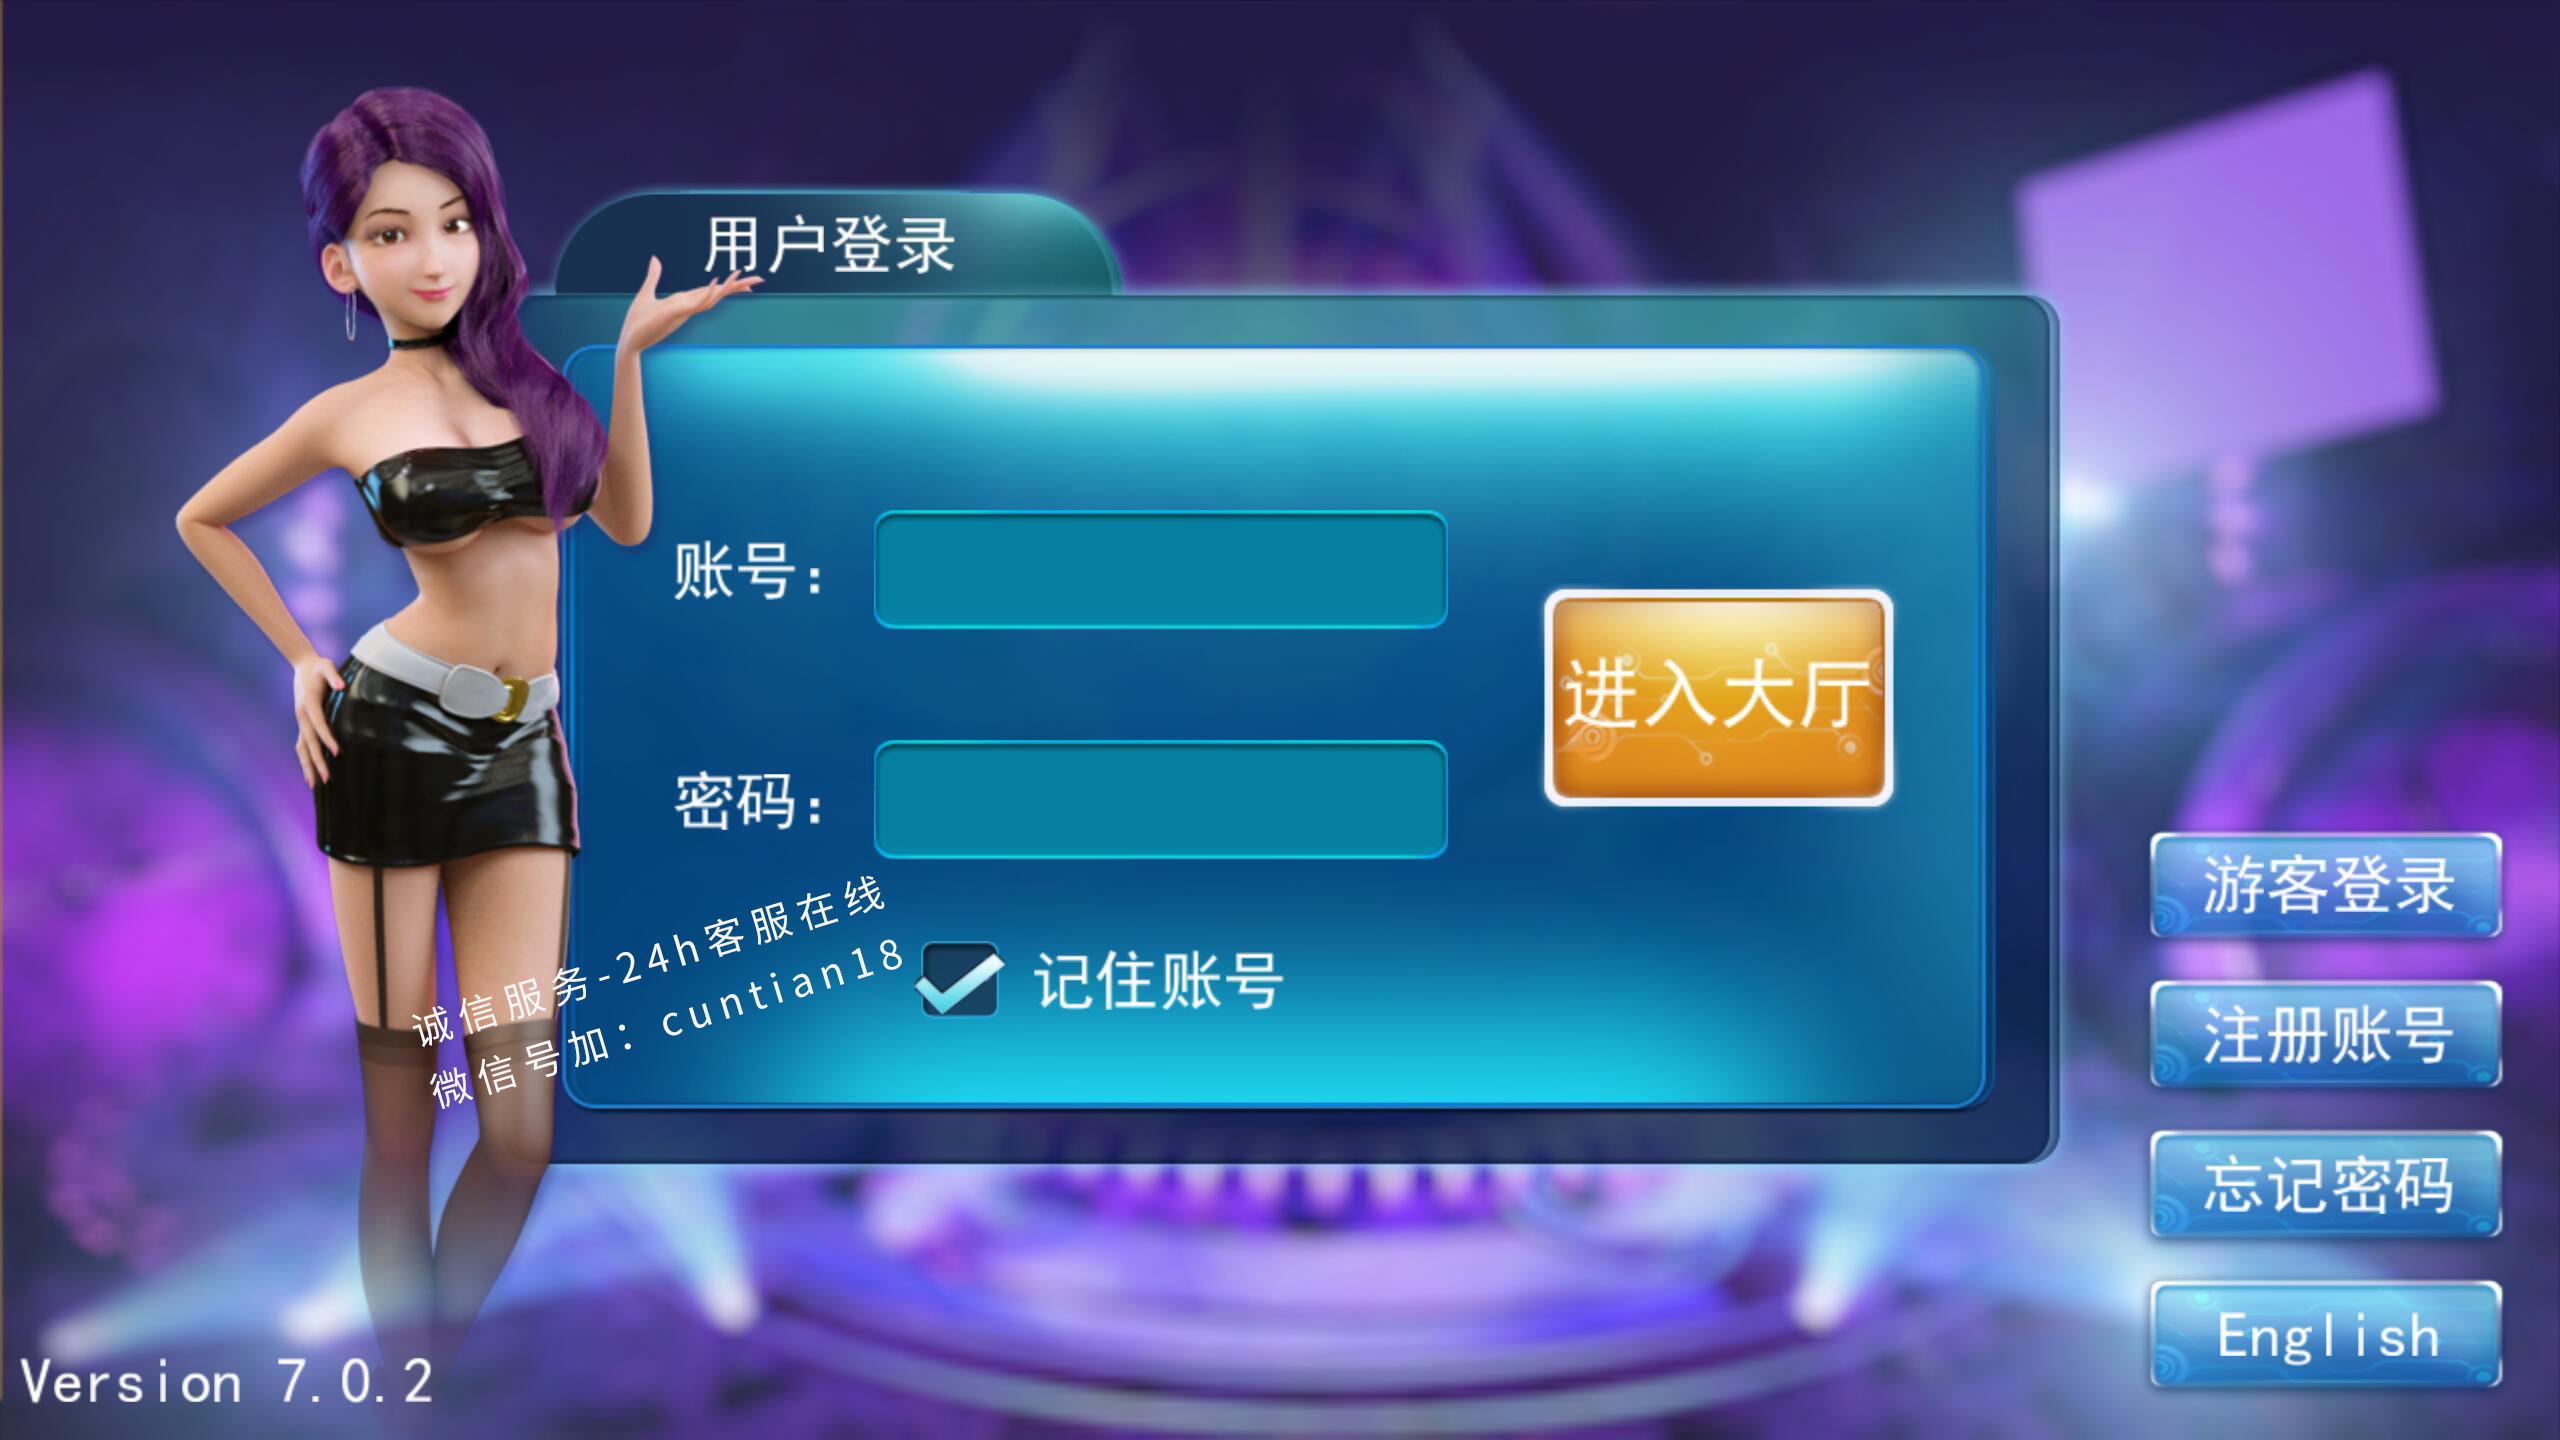 用户登录
账号：
进入大厅
密码：
诚信服务-24h客服在线
微信号加：cuntian18
记住账号
游客登录
注册账号
忘记密码
English
Version 7.0.2